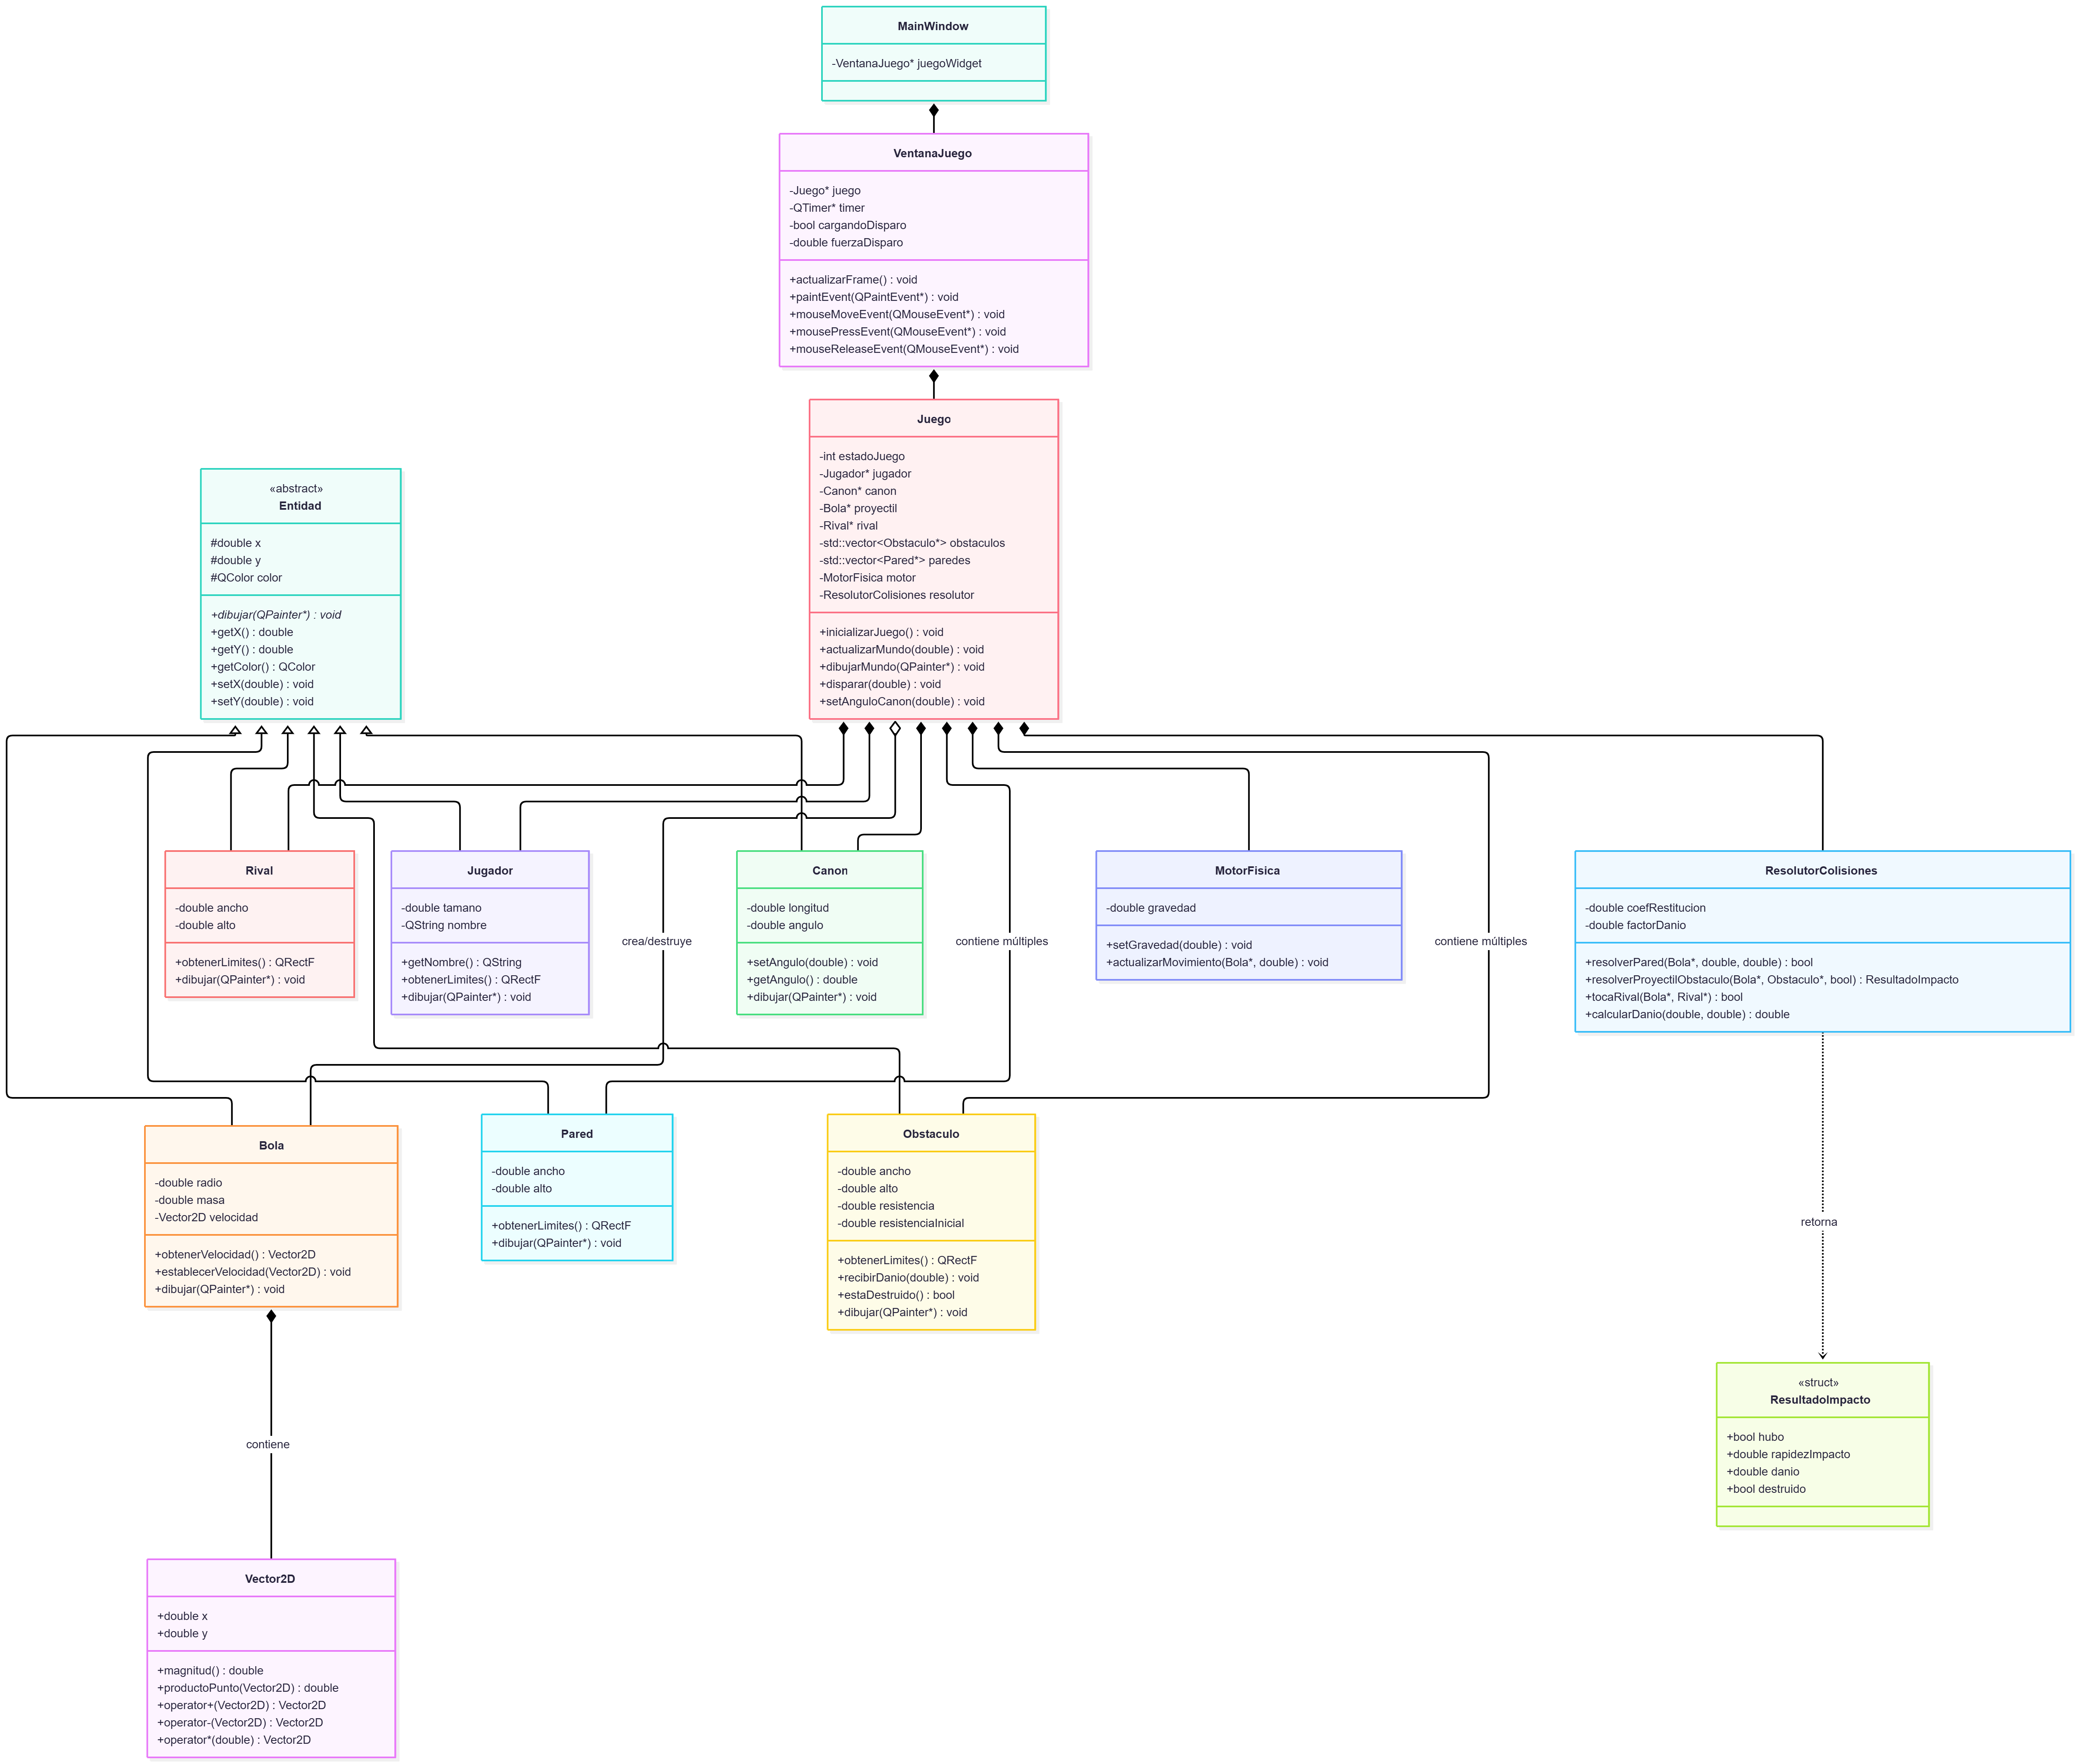 MainWindow
-VentanaJuego* juegoWidget
VentanaJuego
-Juego* juego
-QTimer* timer
-bool cargandoDisparo
-double fuerzaDisparo
+actualizarFrame() : void
+paintEvent(QPaintEvent*) : void
+mouseMoveEvent(QMouseEvent*) : void
+mousePressEvent(QMouseEvent*) : void
+mouseReleaseEvent(QMouseEvent*) : void
Juego
-int estadoJuego
-Jugador* jugador
-Canon* canon
-Bola* proyectil
-Rival* rival
-std::vector<Obstaculo*> obstaculos
-std::vector<Pared*> paredes
-MotorFisica motor
-ResolutorColisiones resolutor
+inicializarJuego() : void
+actualizarMundo(double) : void
+dibujarMundo(QPainter*) : void
+disparar(double) : void
+setAnguloCanon(double) : void
«abstract»
Entidad
#double x
#double y
#QColor color
+dibujar(QPainter*) : void
+getX() : double
+getY() : double
+getColor() : QColor
+setX(double) : void
+setY(double) : void
Rival
-double ancho
-double alto
+obtenerLimites() : QRectF
+dibujar(QPainter*) : void
Jugador
-double tamano
-QString nombre
+getNombre() : QString
+obtenerLimites() : QRectF
+dibujar(QPainter*) : void
crea/destruye
Canon
-double longitud
-double angulo
+setAngulo(double) : void
+getAngulo() : double
+dibujar(QPainter*) : void
contiene múltiples
MotorFisica
-double gravedad
+setGravedad(double) : void
+actualizarMovimiento(Bola*, double) : void
contiene múltiples
ResolutorColisiones
-double coefRestitucion
-double factorDanio
+resolverPared(Bola*, double, double) : bool
+resolverProyectilObstaculo(Bola*, Obstaculo*, bool) : ResultadoImpacto
+tocaRival(Bola*, Rival*) : bool
+calcularDanio(double, double) : double
Bola
-double radio
-double masa
-Vector2D velocidad
+obtenerVelocidad() : Vector2D
+establecerVelocidad(Vector2D) : void
+dibujar(QPainter*) : void
Pared
-double ancho
-double alto
+obtenerLimites() : QRectF
+dibujar(QPainter*) : void
Obstaculo
-double ancho
-double alto
-double resistencia
-double resistenciaInicial
+obtenerLimites() : QRectF
+recibirDanio(double) : void
+estaDestruido() : bool
+dibujar(QPainter*) : void
retorna
«struct»
ResultadoImpacto
+bool hubo
+double rapidezImpacto
+double danio
+bool destruido
contiene
Vector2D
+double x
+double y
+magnitud() : double
+productoPunto(Vector2D) : double
+operator+(Vector2D) : Vector2D
+operator-(Vector2D) : Vector2D
+operator*(double) : Vector2D